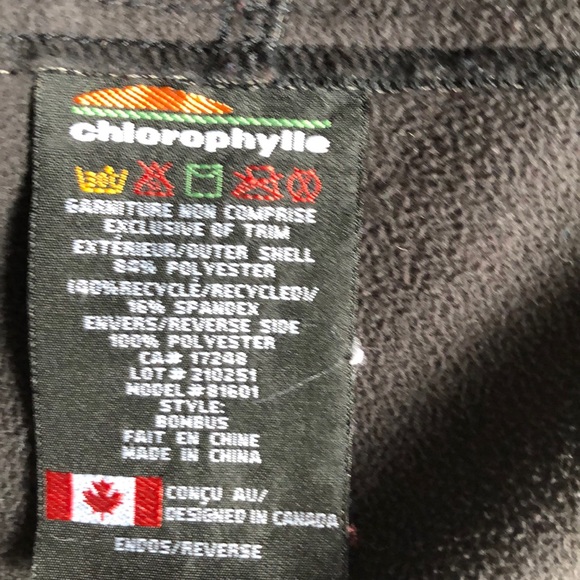 chlorophylle
GARNITURE NON COMPRISE
EXCLUSIVE OF TRIM
EXTÉRIEUR/OUTER SHELL
84% POLYESTER
(40%RECYCLÉ/RECYCLED)/
16% SPANDEX
ENVERS/REVERSE SIDE
100% POLYESTER
CA# 17248
LOT# 210251
MODEL#81601
STYLE:
BOMBUS
FAIT EN CHINE
MADE IN CHINA
CONÇU AU/
DESIGNED IN CANADA
ENDOS/REVERSE